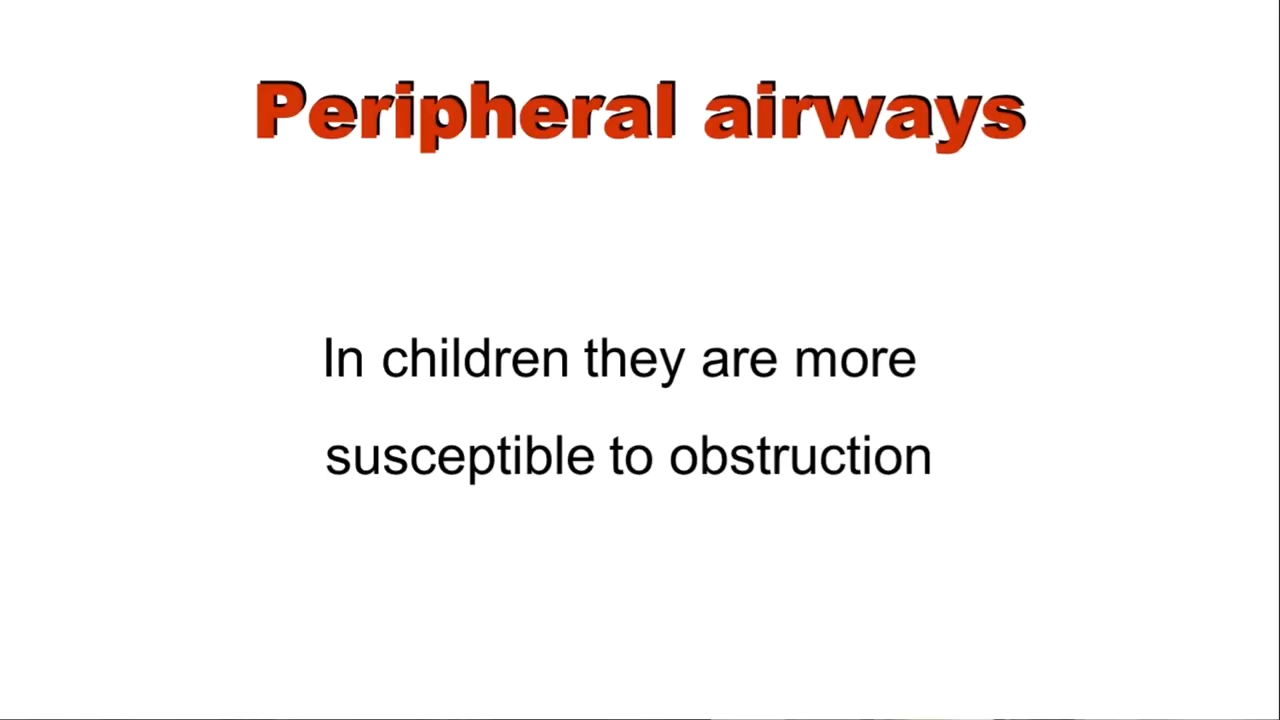 Peripheral airways
In children they are more
susceptible to obstruction